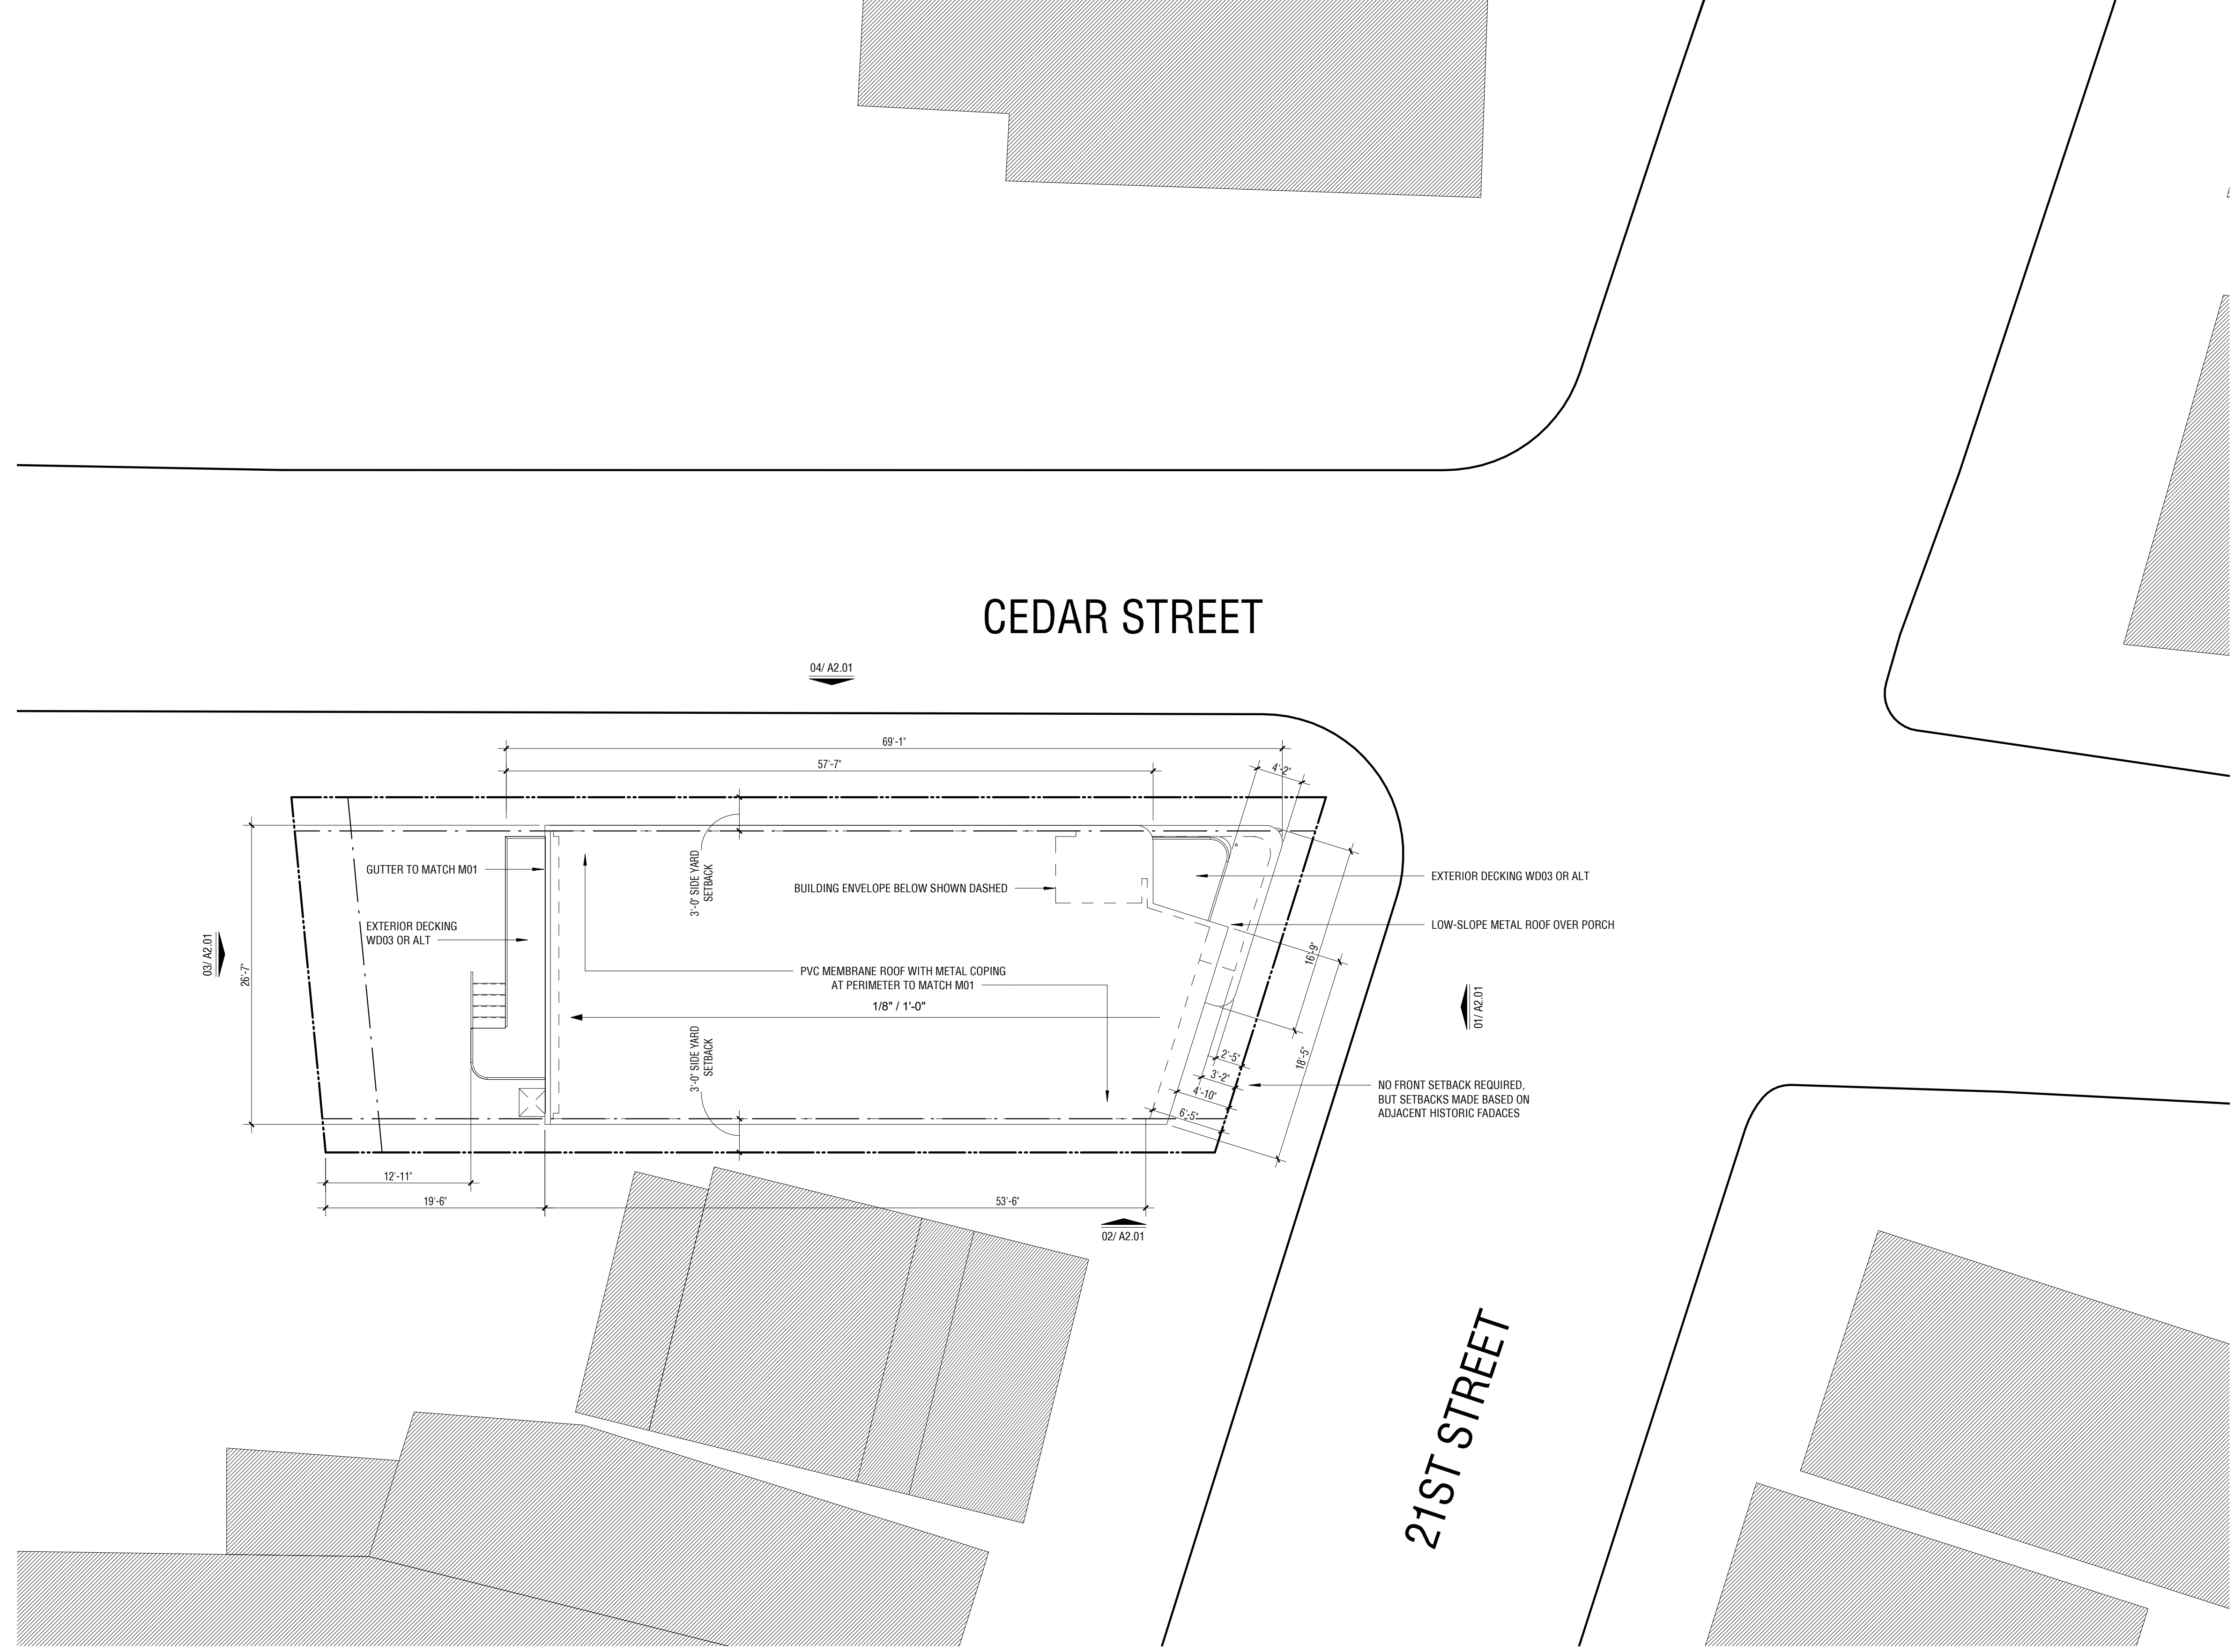 CEDAR STREET
04/ A2.01
69'-1"
57'-7"
4'-2"
GUTTER TO MATCH M01
3'-0" SIDE YARD
SETBACK
BUILDING ENVELOPE BELOW SHOWN DASHED
EXTERIOR DECKING WD03 OR ALT
EXTERIOR DECKING
WD03 OR ALT
LOW-SLOPE METAL ROOF OVER PORCH
03/ A2.01
26'-7"
16'-9"
PVC MEMBRANE ROOF WITH METAL COPING
AT PERIMETER TO MATCH M01
1/8" / 1'-0"
01/ A2.01
3'-0" SIDE YARD
SETBACK
2'-5"
18'-5"
3'-2"
4'-10"
6'-5"
NO FRONT SETBACK REQUIRED,
BUT SETBACKS MADE BASED ON
ADJACENT HISTORIC FADACES
12'-11"
19'-6"
53'-6"
02/ A2.01
21ST STREET